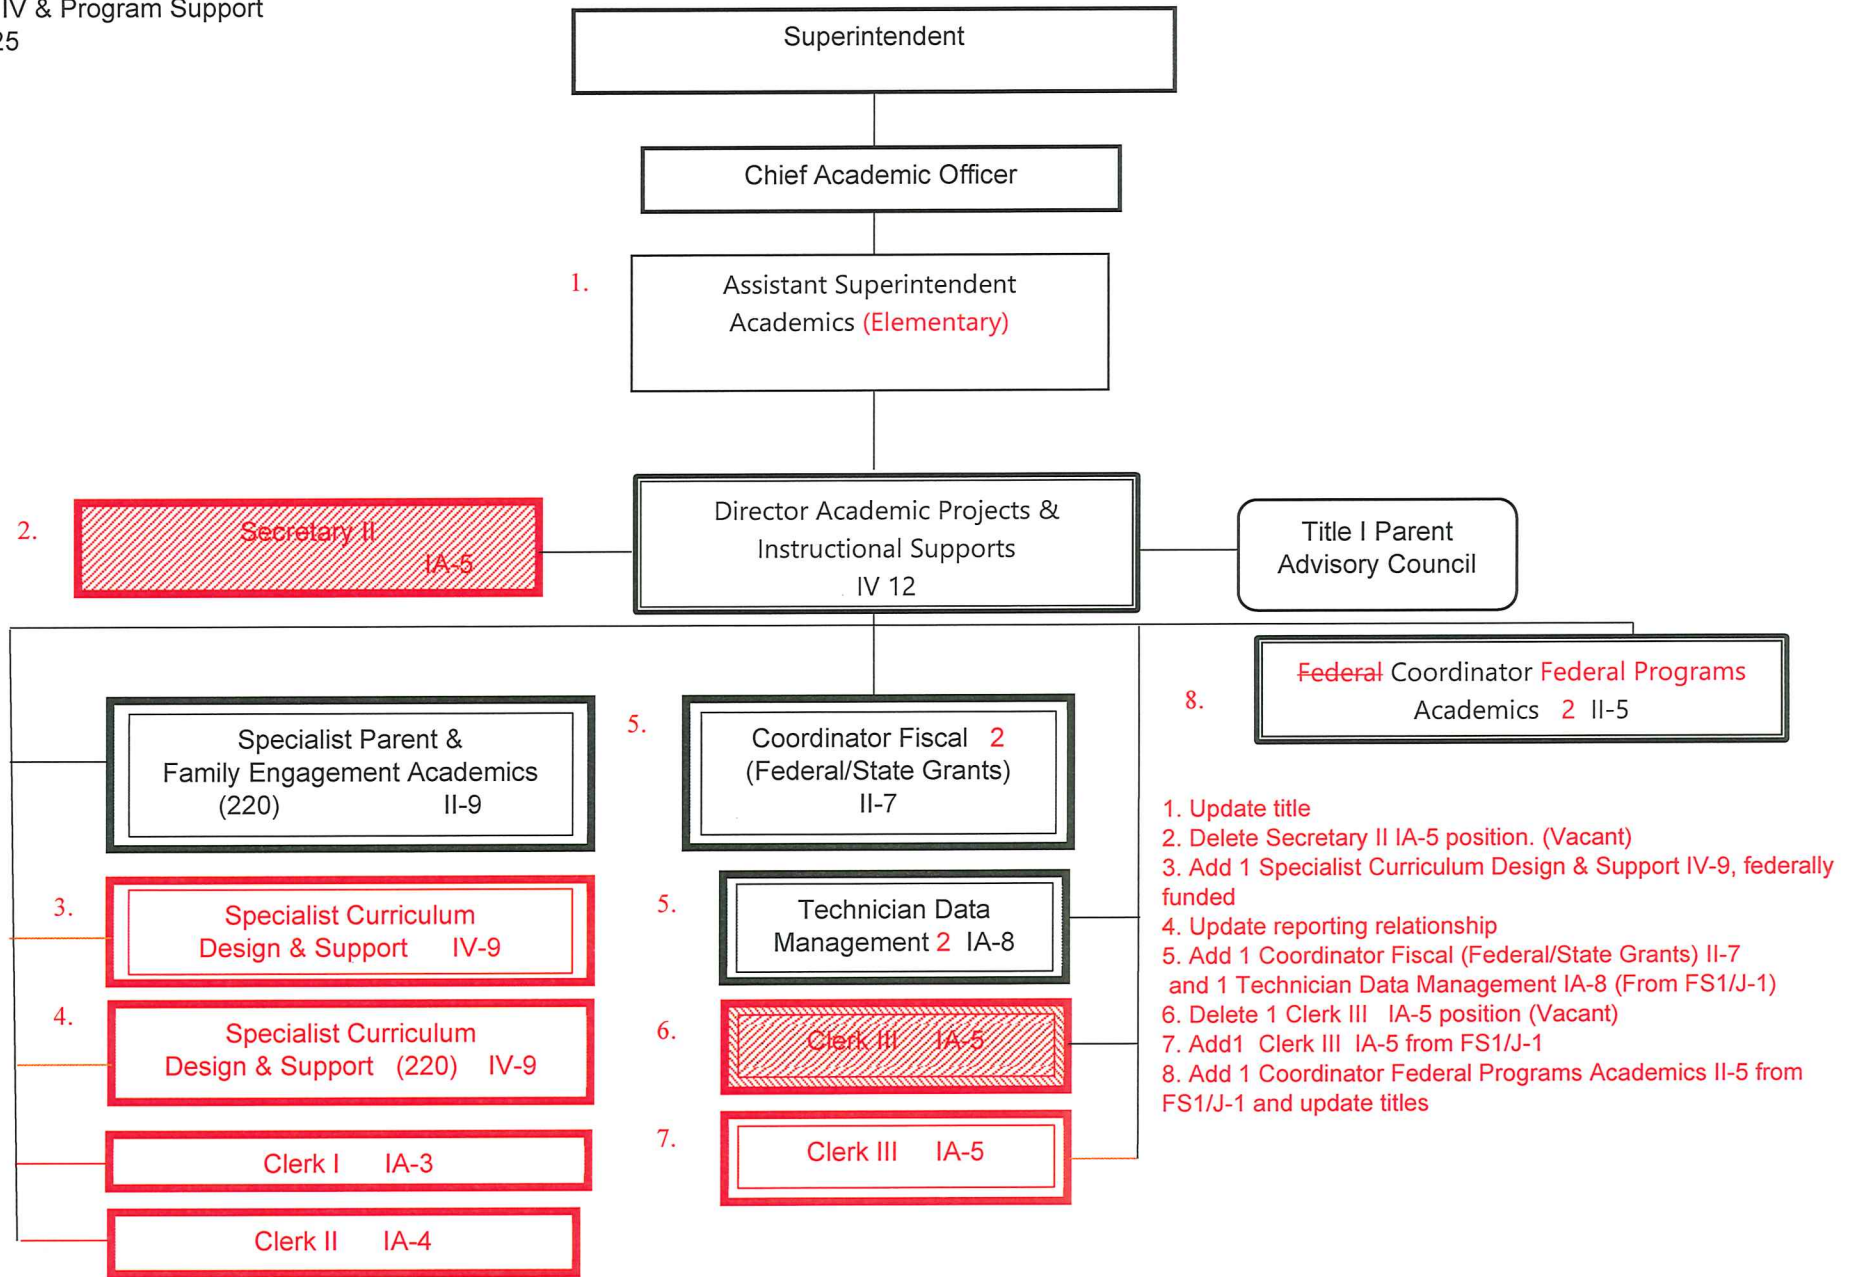 IV & Program Support
25
Superintendent
Chief Academic Officer
1.
Assistant Superintendent
Academics (Elementary)
2.
Secretary II
IA-5
Director Academic Projects &
Instructional Supports
IV 12
Title I Parent
Advisory Council
8.
Federal Coordinator Federal Programs
Academics 2 II-5
Specialist Parent &
Family Engagement Academics
(220) II-9
5.
Coordinator Fiscal 2
(Federal/State Grants)
II-7
3.
Specialist Curriculum
Design & Support IV-9
5.
Technician Data
Management 2 IA-8
4.
Specialist Curriculum
Design & Support (220) IV-9
6.
Clerk III IA-5
7.
Clerk III IA-5
Clerk I IA-3
Clerk II IA-4
1. Update title
2. Delete Secretary II IA-5 position. (Vacant)
3. Add 1 Specialist Curriculum Design & Support IV-9, federally
funded
4. Update reporting relationship
5. Add 1 Coordinator Fiscal (Federal/State Grants) II-7
and 1 Technician Data Management IA-8 (From FS1/J-1)
6. Delete 1 Clerk III IA-5 position (Vacant)
7. Add1 Clerk III IA-5 from FS1/J-1
8. Add 1 Coordinator Federal Programs Academics II-5 from
FS1/J-1 and update titles